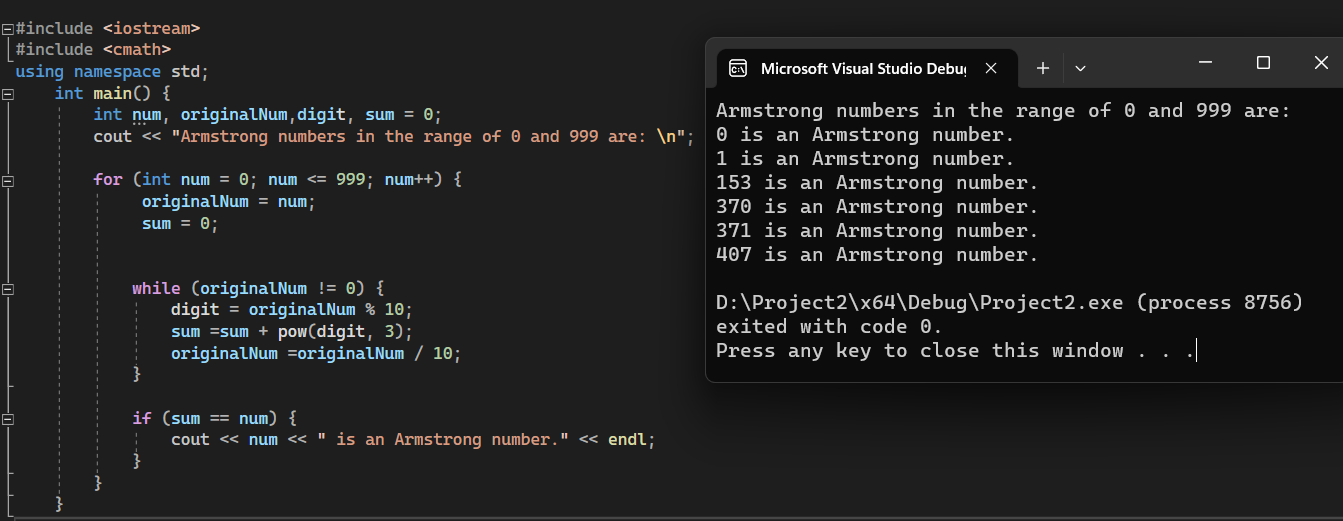 #include <iostream>
#include <cmath>
using namespace std;
int main() {
int num, originalNum,digit, sum = 0;
cout << "Armstrong numbers in the range of 0 and 999 are: \n";
for (int num = 0; num <= 999; num++) {
originalNum = num;
sum = 0;
while (originalNum != 0) {
digit = originalNum % 10;
sum =sum + pow(digit, 3);
originalNum =originalNum / 10;
}
if (sum == num) {
cout << num << " is an Armstrong number." << endl;
}
}
}
Microsoft Visual Studio Debu
Armstrong numbers in the range of 0 and 999 are:
0 is an Armstrong number.
1 is an Armstrong number.
153 is an Armstrong number.
370 is an Armstrong number.
371 is an Armstrong number.
407 is an Armstrong number.
D:\Project2\x64\Debug\Project2.exe (process 8756)
exited with code 0.
Press any key to close this window . . .